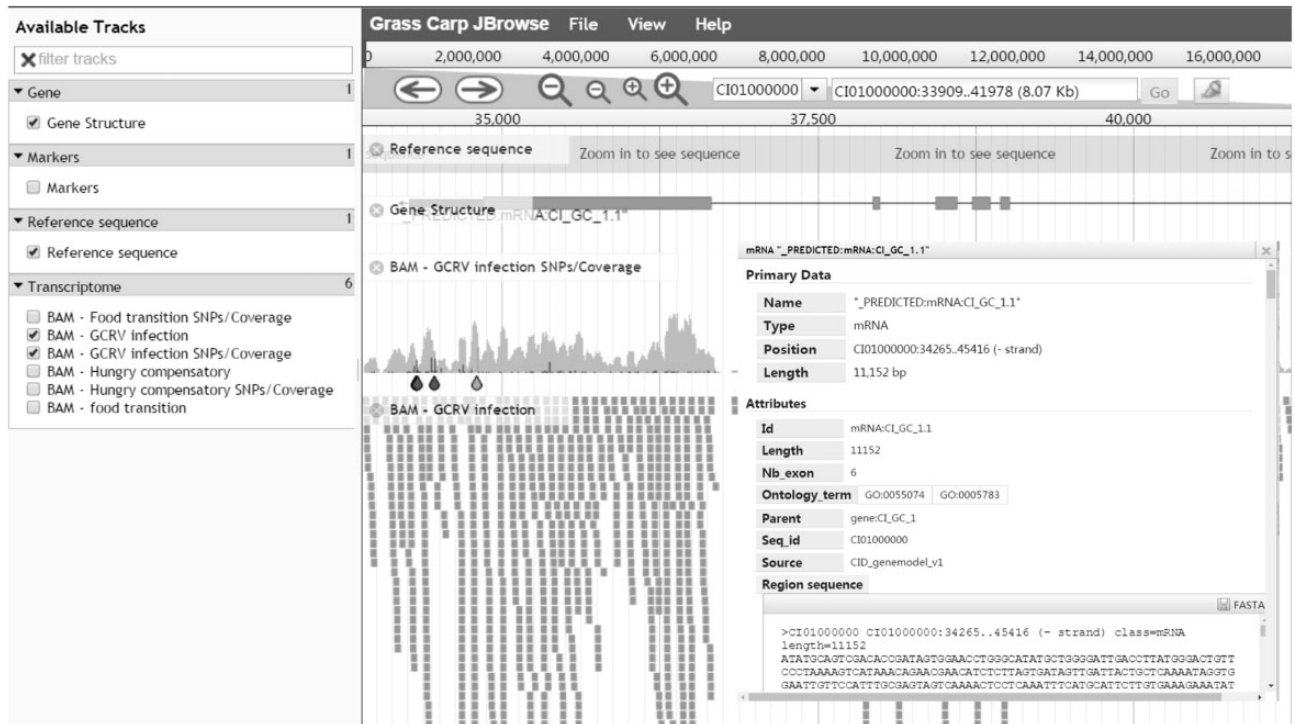 Available Tracks
filter tracks
Gene 1
Gene Structure
Markers 1
Markers
Reference sequence 1
Reference sequence
Transcriptome 6
BAM - Food transition SNPs/Coverage
BAM - GCRV infection
BAM - GCRV infection SNPs/Coverage
BAM - Hungry compensatory
BAM - Hungry compensatory SNPs/Coverage
BAM - food transition
Grass Carp JBrowse File View Help
0 2,000,000 4,000,000 6,000,000 8,000,000 10,000,000 12,000,000 14,000,000 16,000,000
CI01000000 CI01000000:33909..41978 (8.07 Kb) Go
35,000 37,500 40,000
Reference sequence Zoom in to see sequence Zoom in to see sequence Zoom in to s
Gene Structure
"_PREDICTED:mRNA:CI_GC_1.1"
BAM - GCRV infection SNPs/Coverage
BAM - GCRV infection
mRNA "_PREDICTED:mRNA:CI_GC_1.1"
Primary Data
Name "_PREDICTED:mRNA:CI_GC_1.1"
Type mRNA
Position CI01000000:34265..45416 (- strand)
Length 11,152 bp
Attributes
Id mRNA:CI_GC_1.1
Length 11152
Nb_exon 6
Ontology_term GO:0055074 GO:0005783
Parent gene:CI_GC_1
Seq_id CI01000000
Source CID_genemodel_v1
Region sequence
FASTA
>CI01000000 CI01000000:34265..45416 (- strand) class=mRNA
length=11152
ATATGCAGTCGACACCGATAGTGGAACCTGGGCATATGCTGGGGATTGACCTTATGGGACTGTT
CCCTAAAAGTCATAAACAGAACGAACATCTCTTAGTGATAGTTGATTACTGCTCAAAATAGGTG
GAATTGTTCCATTTGCGAGTAGTCAAAACTCCTCAAATTTCATGCATTCTTGTGAAAGAAATAT